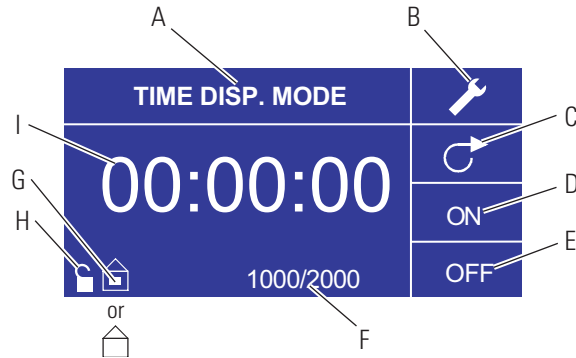 A
B
TIME DISP. MODE
I
C
00:00:00
G
D
ON
H
E
1000/2000
OFF
or
F